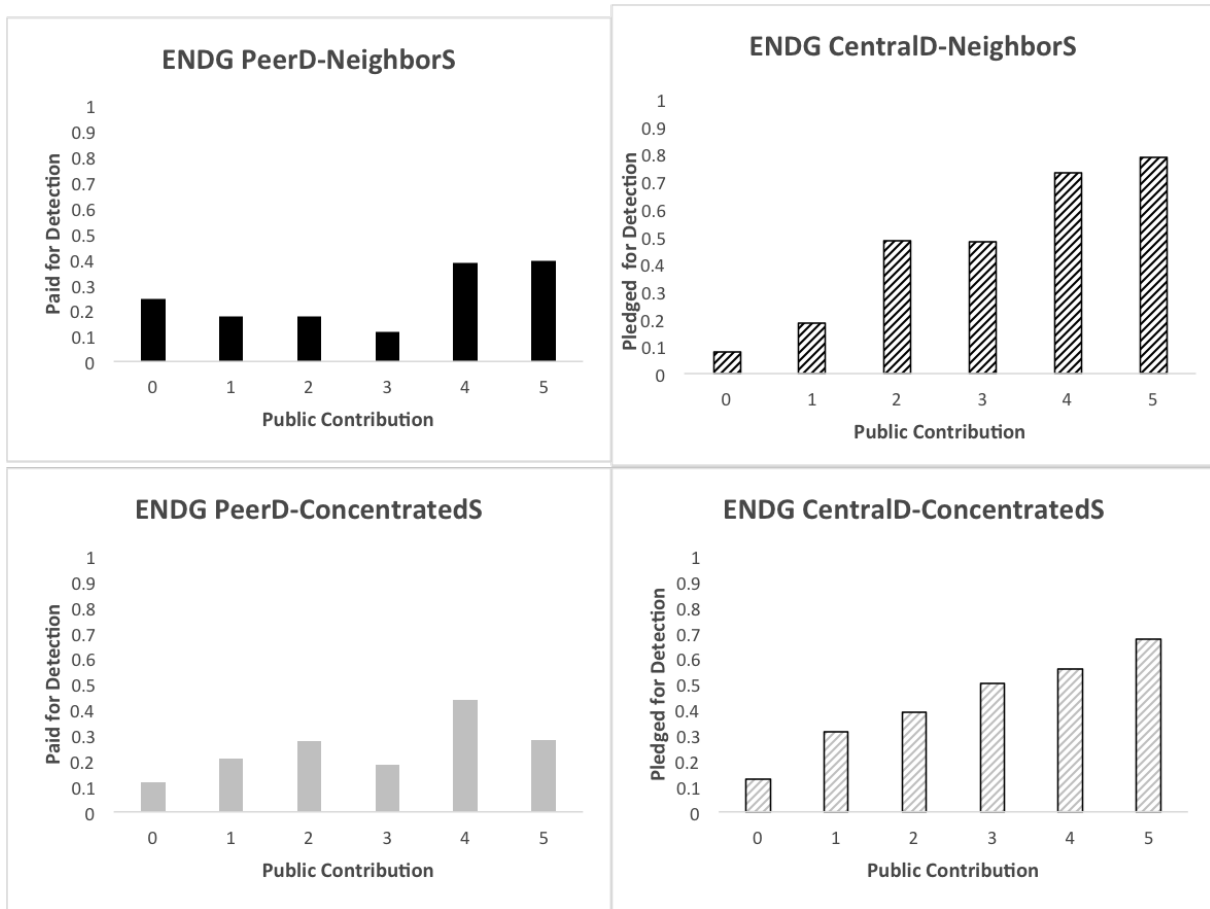 ENDG PeerD-NeighborS
Paid for Detection
1
0.9
0.8
0.7
0.6
0.5
0.4
0.3
0.2
0.1
0
0 1 2 3 4 5
Public Contribution
ENDG CentralD-NeighborS
Pledged for Detection
1
0.9
0.8
0.7
0.6
0.5
0.4
0.3
0.2
0.1
0
0 1 2 3 4 5
Public Contribution
ENDG PeerD-ConcentratedS
Paid for Detection
1
0.9
0.8
0.7
0.6
0.5
0.4
0.3
0.2
0.1
0
0 1 2 3 4 5
Public Contribution
ENDG CentralD-ConcentratedS
Pledged for Detection
1
0.9
0.8
0.7
0.6
0.5
0.4
0.3
0.2
0.1
0
0 1 2 3 4 5
Public Contribution